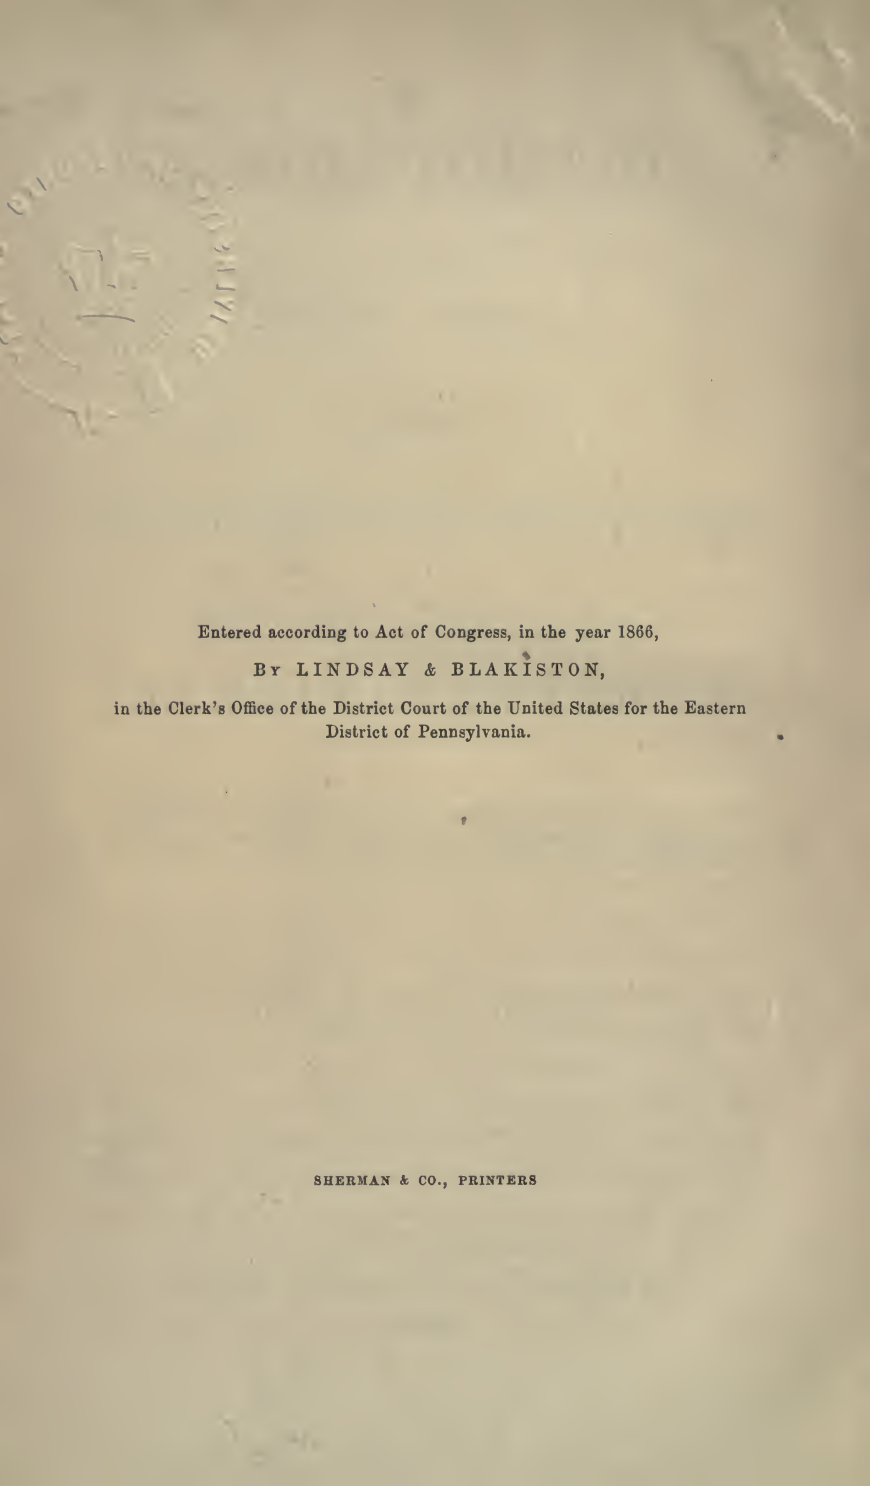 Entered according to Act of Congress, in the year 1866,
By LINDSAY & BLAKISTON,
in the Clerk's Office of the District Court of the United States for the Eastern
District of Pennsylvania.
SHERMAN & CO., PRINTERS